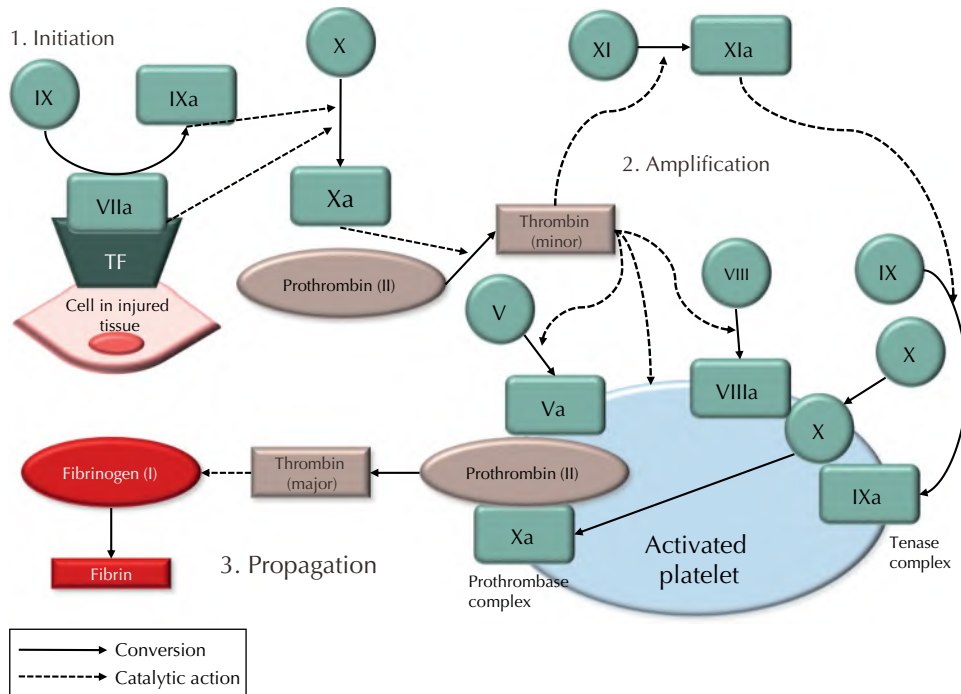 1. Initiation
IX
IXa
X
XI
XIa
VIIa
TF
Cell in injured
tissue
Xa
Prothrombin (II)
Thrombin
(minor)
2. Amplification
V
VIII
IX
X
Va
VIIIa
X
IXa
Tenase
complex
Fibrinogen (I)
Thrombin
(major)
Prothrombin (II)
Xa
Prothrombase
complex
Activated
platelet
Fibrin
3. Propagation
Conversion
Catalytic action